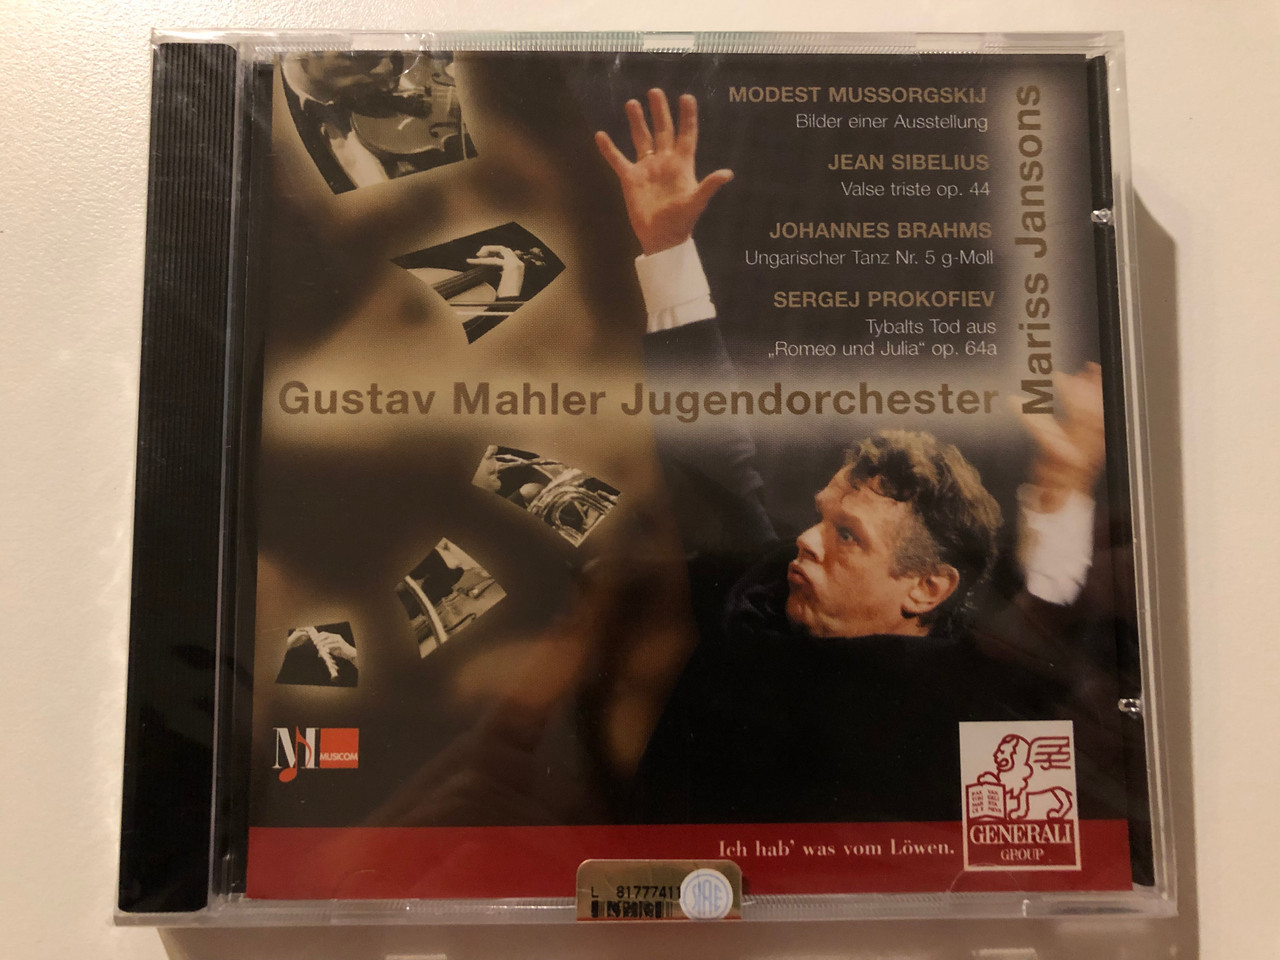 MODEST MUSSORGSKIJ
Bilder einer Ausstellung
JEAN SIBELIUS
Valse triste op. 44
JOHANNES BRAHMS
Ungarischer Tanz Nr. 5 g-Moll
SERGEJ PROKOFIEV
Tybalts Tod aus
„Romeo und Julia“ op. 64a
Mariss Jansons
Gustav Mahler Jugendorchester
M
MUSICOM
GENERALI
GROUP
Ich hab’ was vom Löwen.
L 81777411
SIAE